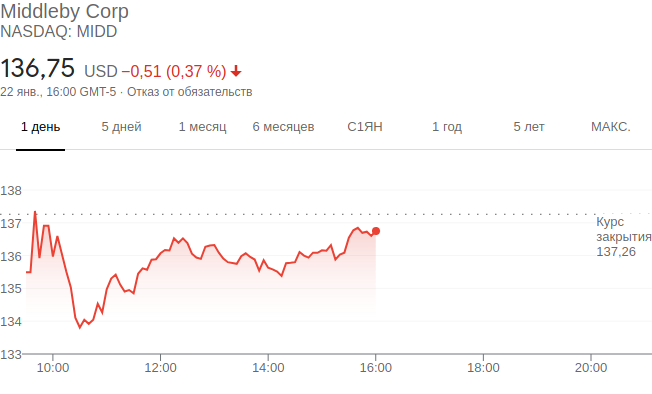 Middleby Corp
NASDAQ: MIDD
136,75 USD −0,51 (0,37 %)
22 янв., 16:00 GMT-5 · Отказ от обязательств
1 день 5 дней 1 месяц 6 месяцев С1ЯН 1 год 5 лет МАКС.
138
137
136
135
134
133
Курс
закрытия
137,26
10:00 12:00 14:00 16:00 18:00 20:00